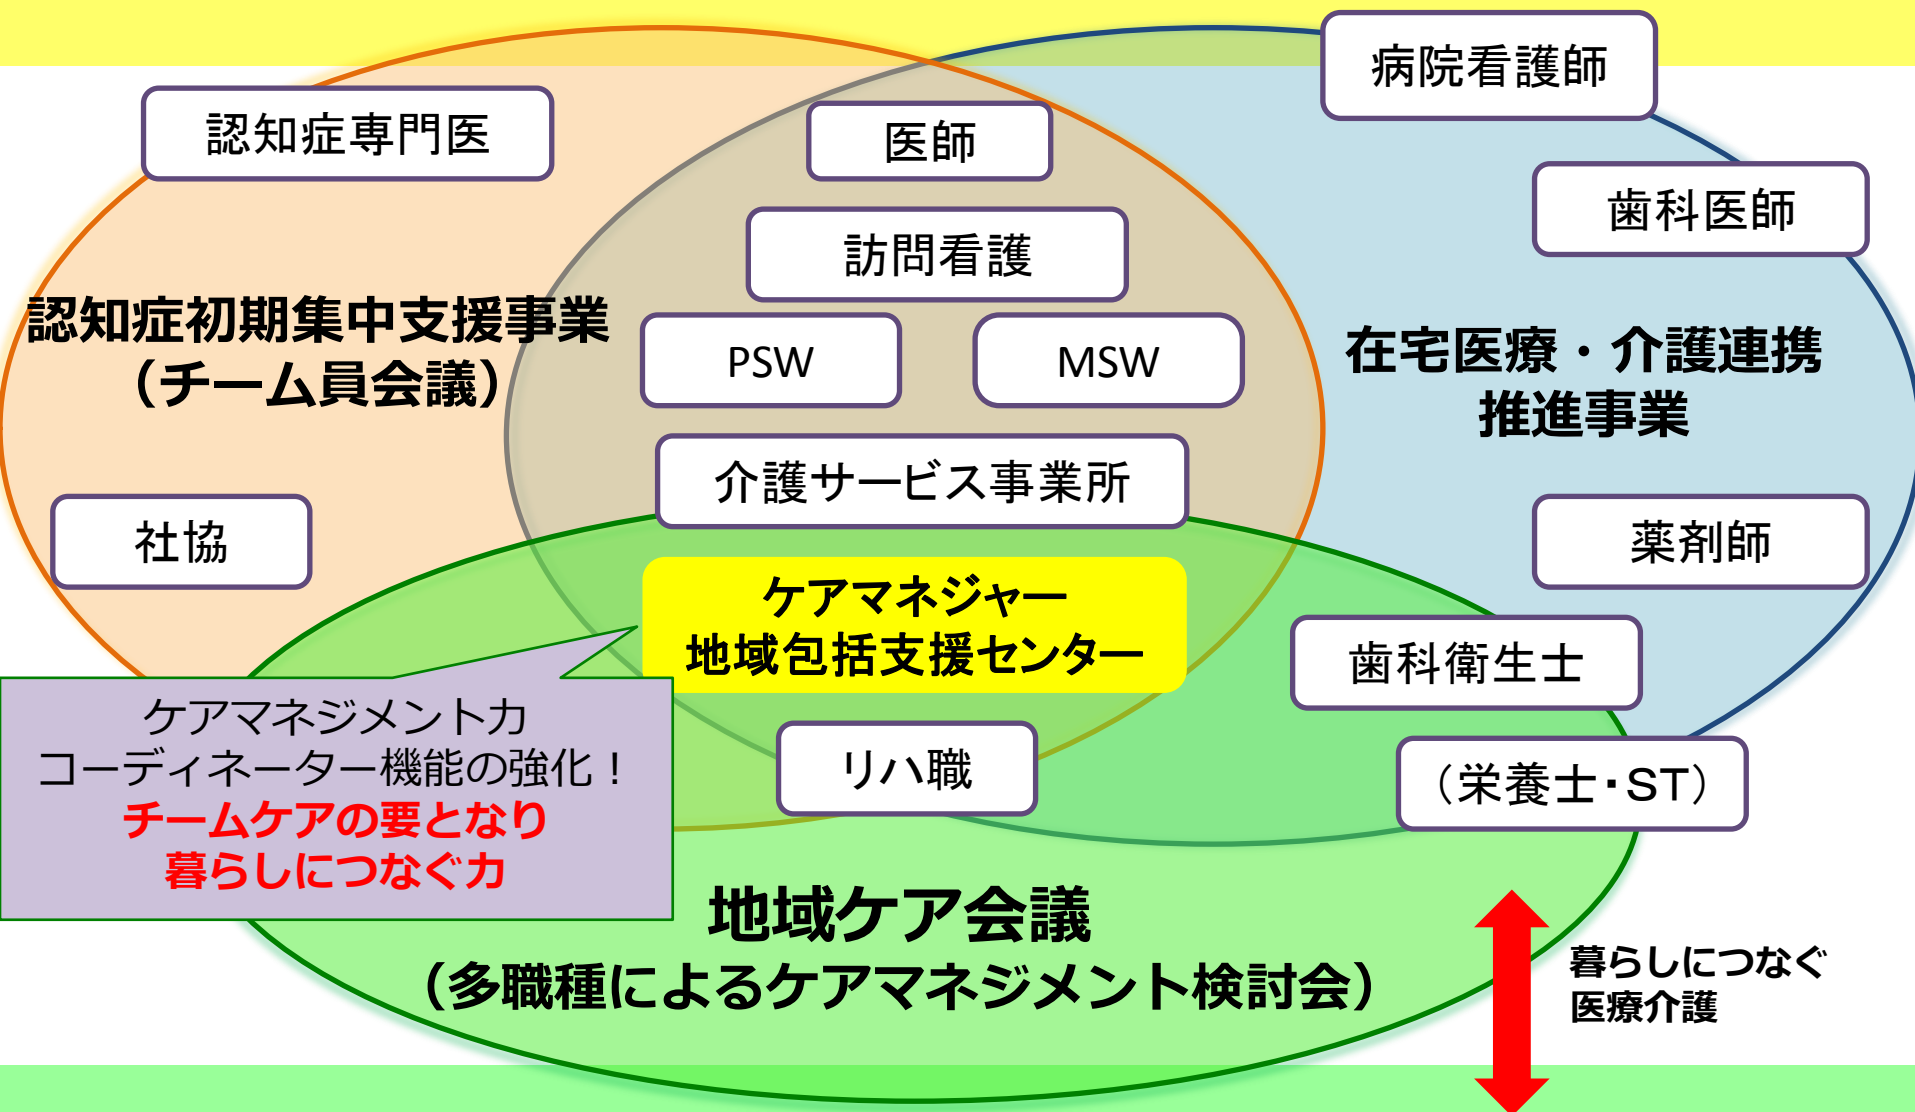 病院看護師
認知症専門医
医師
歯科医師
訪問看護
認知症初期集中支援事業
（チーム員会議）
PSW
MSW
在宅医療・介護連携
推進事業
介護サービス事業所
社協
薬剤師
ケアマネジャー
地域包括支援センター
歯科衛生士
ケアマネジメント力
コーディネーター機能の強化！
チームケアの要となり
暮らしにつなぐ力
リハ職
（栄養士・ST）
地域ケア会議
（多職種によるケアマネジメント検討会）
暮らしにつなぐ
医療介護